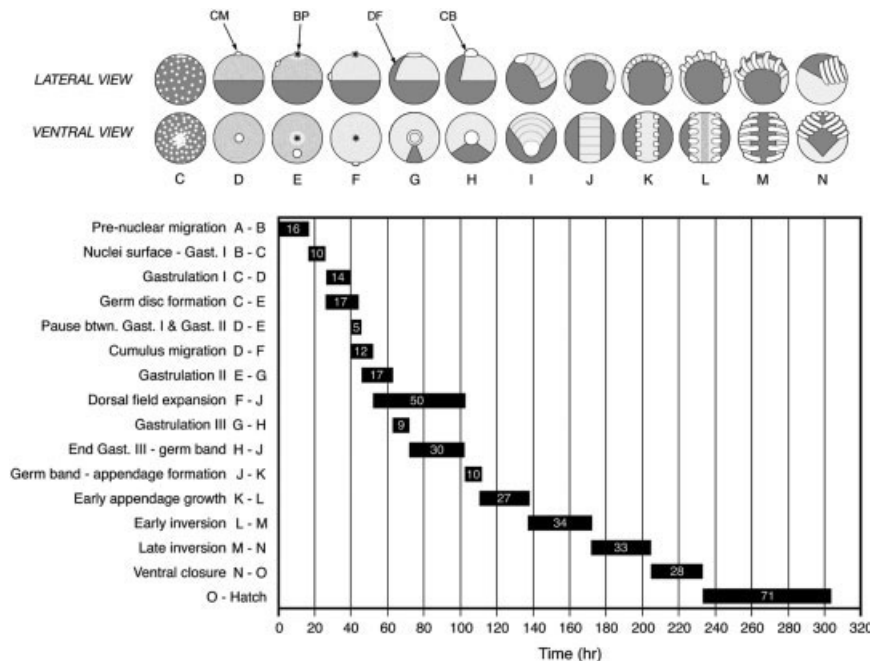 CM BP DF CB
LATERAL VIEW
VENTRAL VIEW
C D E F G H I J K L M N
Pre-nuclear migration A - B 16
Nuclei surface - Gast. I B - C 10
Gastrulation I C - D 14
Germ disc formation C - E 17
Pause btwn. Gast. I & Gast. II D - E 5
Cumulus migration D - F 12
Gastrulation II E - G 17
Dorsal field expansion F - J 50
Gastrulation III G - H 9
End Gast. III - germ band H - J 30
Germ band - appendage formation J - K 10
Early appendage growth K - L 27
Early inversion L - M 34
Late inversion M - N 33
Ventral closure N - O 28
O - Hatch 71
0 20 40 60 80 100 120 140 160 180 200 220 240 260 280 300 320
Time (hr)